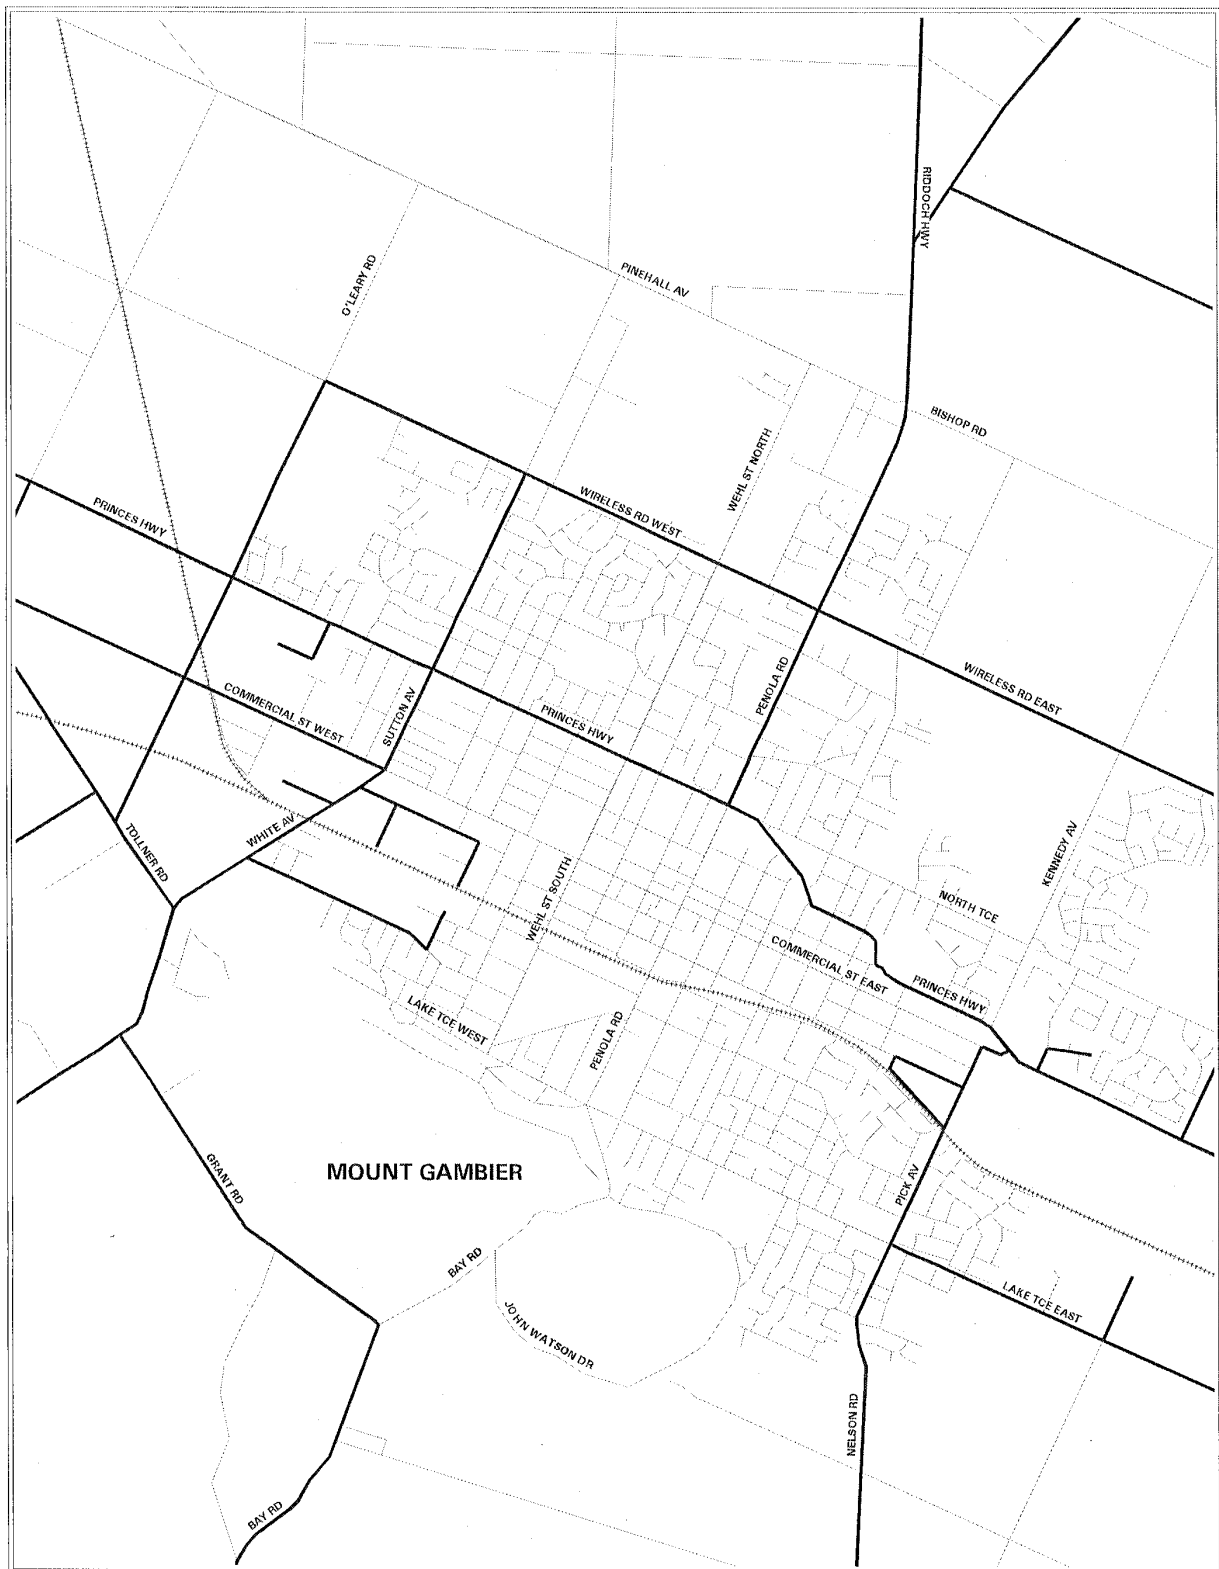 RIDDOCH HWY
O'LEARY RD
PINEHALL AV
BISHOP RD
WEHL ST NORTH
WIRELESS RD WEST
PRINCES HWY
WIRELESS RD EAST
PENOLA RD
COMMERCIAL ST WEST
SUTTON AV
PRINCES HWY
TOLLNER RD
WHITE AV
KENNEDY AV
WEHL ST SOUTH
NORTH TCE
COMMERCIAL ST EAST
PRINCES HWY
LAKE TCE WEST
PENOLA RD
GRANT RD
MOUNT GAMBIER
PICK AV
BAY RD
LAKE TCE EAST
JOHN WATSON DR
NELSON RD
BAY RD